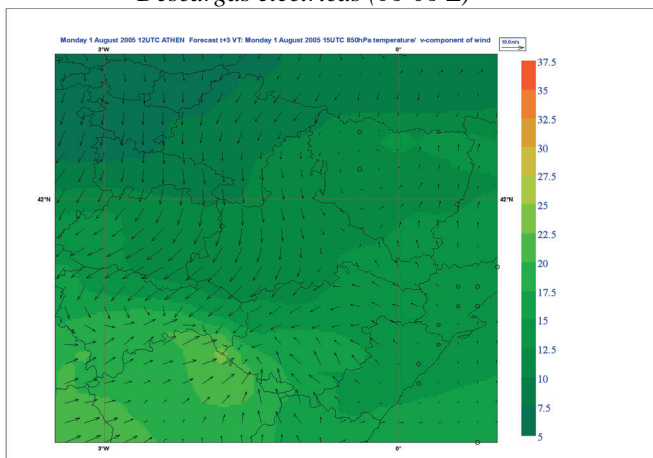 Descargas eléctricas (00-06 Z)
Monday 1 August 2005 12UTC ATHEN Forecast t+3 VT: Monday 1 August 2005 15UTC 850hPa temperature/ v-component of wind
10.0m/s
3°W
0°
37.5
35
32.5
30
27.5
25
22.5
20
17.5
15
12.5
10
7.5
5
42°N
42°N
3°W
0°